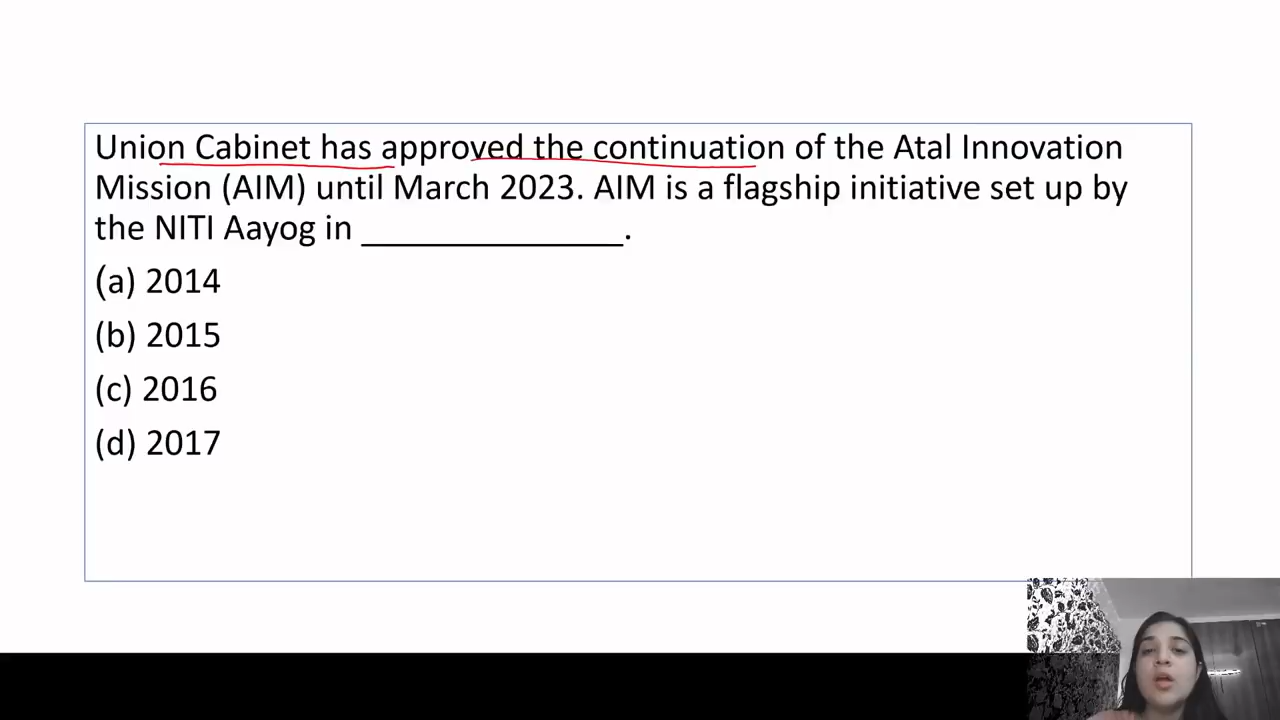 Union Cabinet has approved the continuation of the Atal Innovation
Mission (AIM) until March 2023. AIM is a flagship initiative set up by
the NITI Aayog in _______________.
(a) 2014
(b) 2015
(c) 2016
(d) 2017